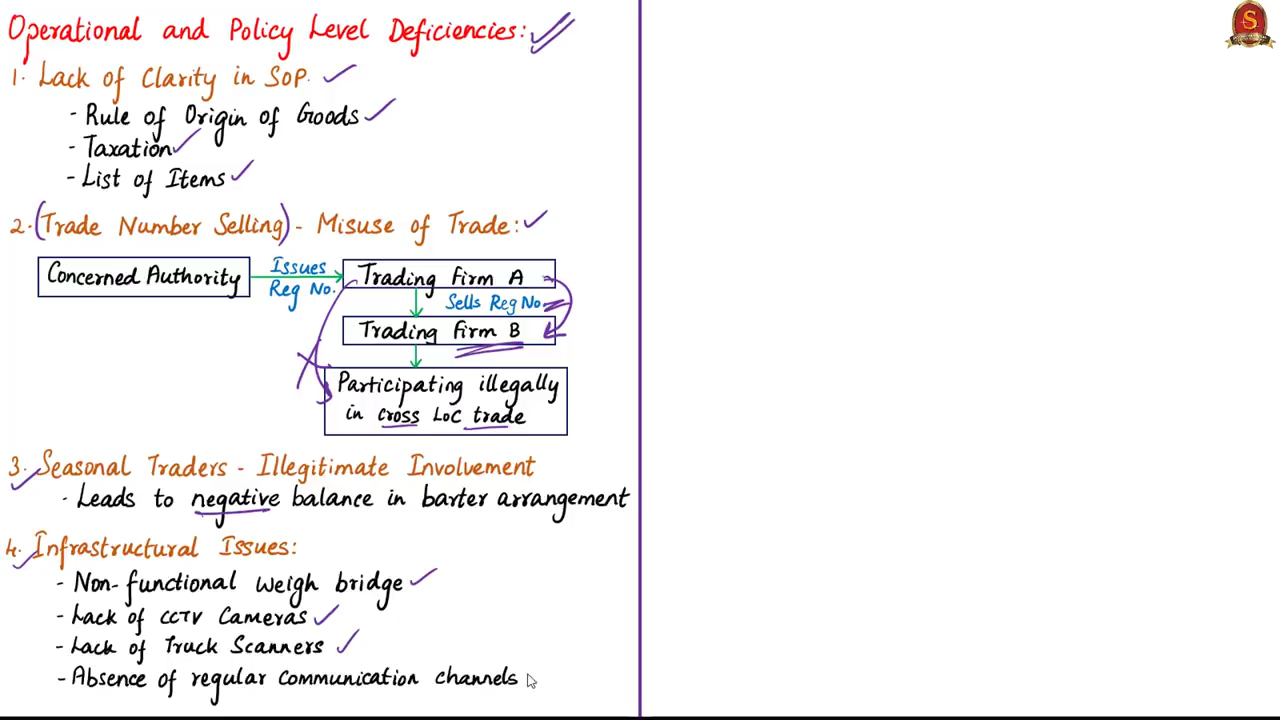 Operational and Policy Level Deficiencies:
1. Lack of Clarity in SOP.
- Rule of Origin of Goods
- Taxation
- List of Items
2. (Trade Number Selling) - Misuse of Trade:
Concerned Authority
Issues
Reg No.
Trading Firm A
Sells Reg No
Trading Firm B
Participating illegally
in cross LoC trade
3. Seasonal Traders - Illegitimate Involvement
- Leads to negative balance in barter arrangement
4. Infrastructural Issues:
- Non-functional weigh bridge
- Lack of CCTV Cameras
- Lack of Truck Scanners
- Absence of regular communication channels
S